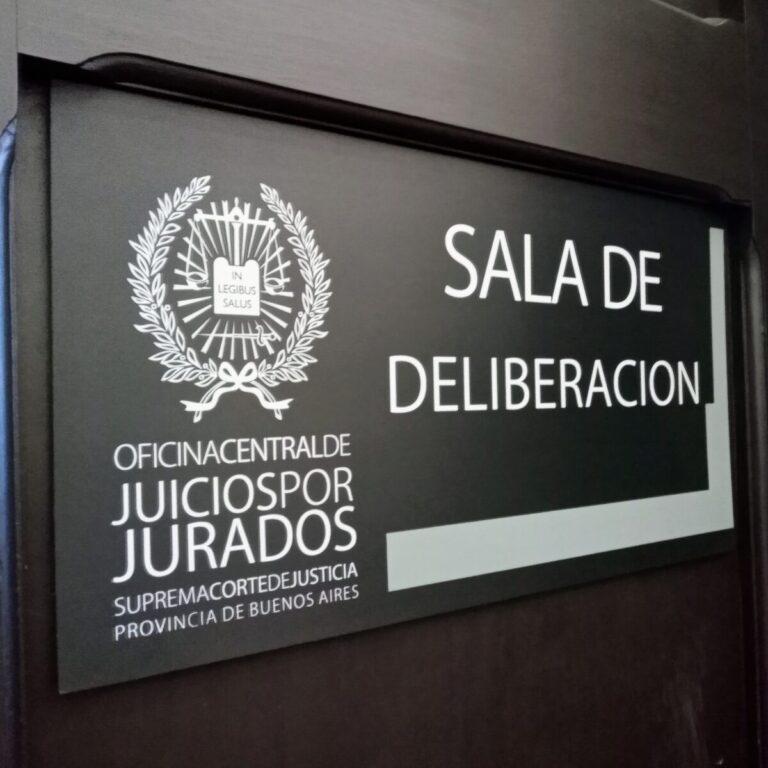 IN
LEGIBUS
SALUS
OFICINACENTRALDE
JUICIOSPOR
JURADOS
SUPREMACORTEDEJUSTICIA
PROVINCIA DE BUENOS AIRES
SALA DE
DELIBERACION